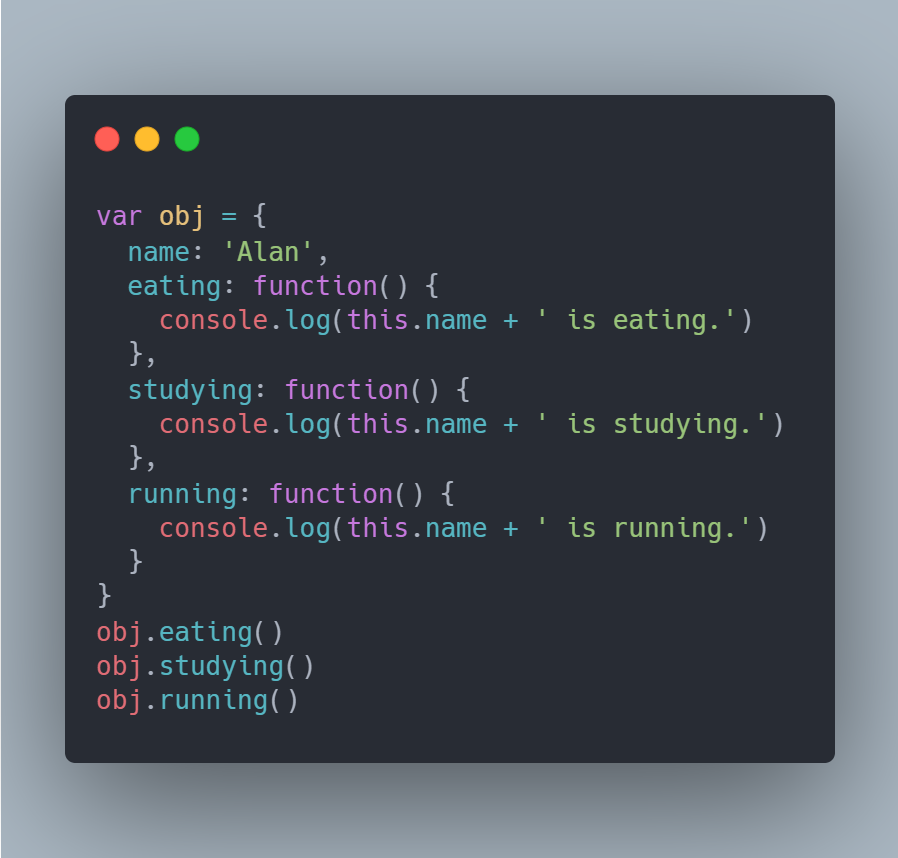 var obj = {
  name: 'Alan',
  eating: function() {
    console.log(this.name + ' is eating.')
  },
  studying: function() {
    console.log(this.name + ' is studying.')
  },
  running: function() {
    console.log(this.name + ' is running.')
  }
}
obj.eating()
obj.studying()
obj.running()